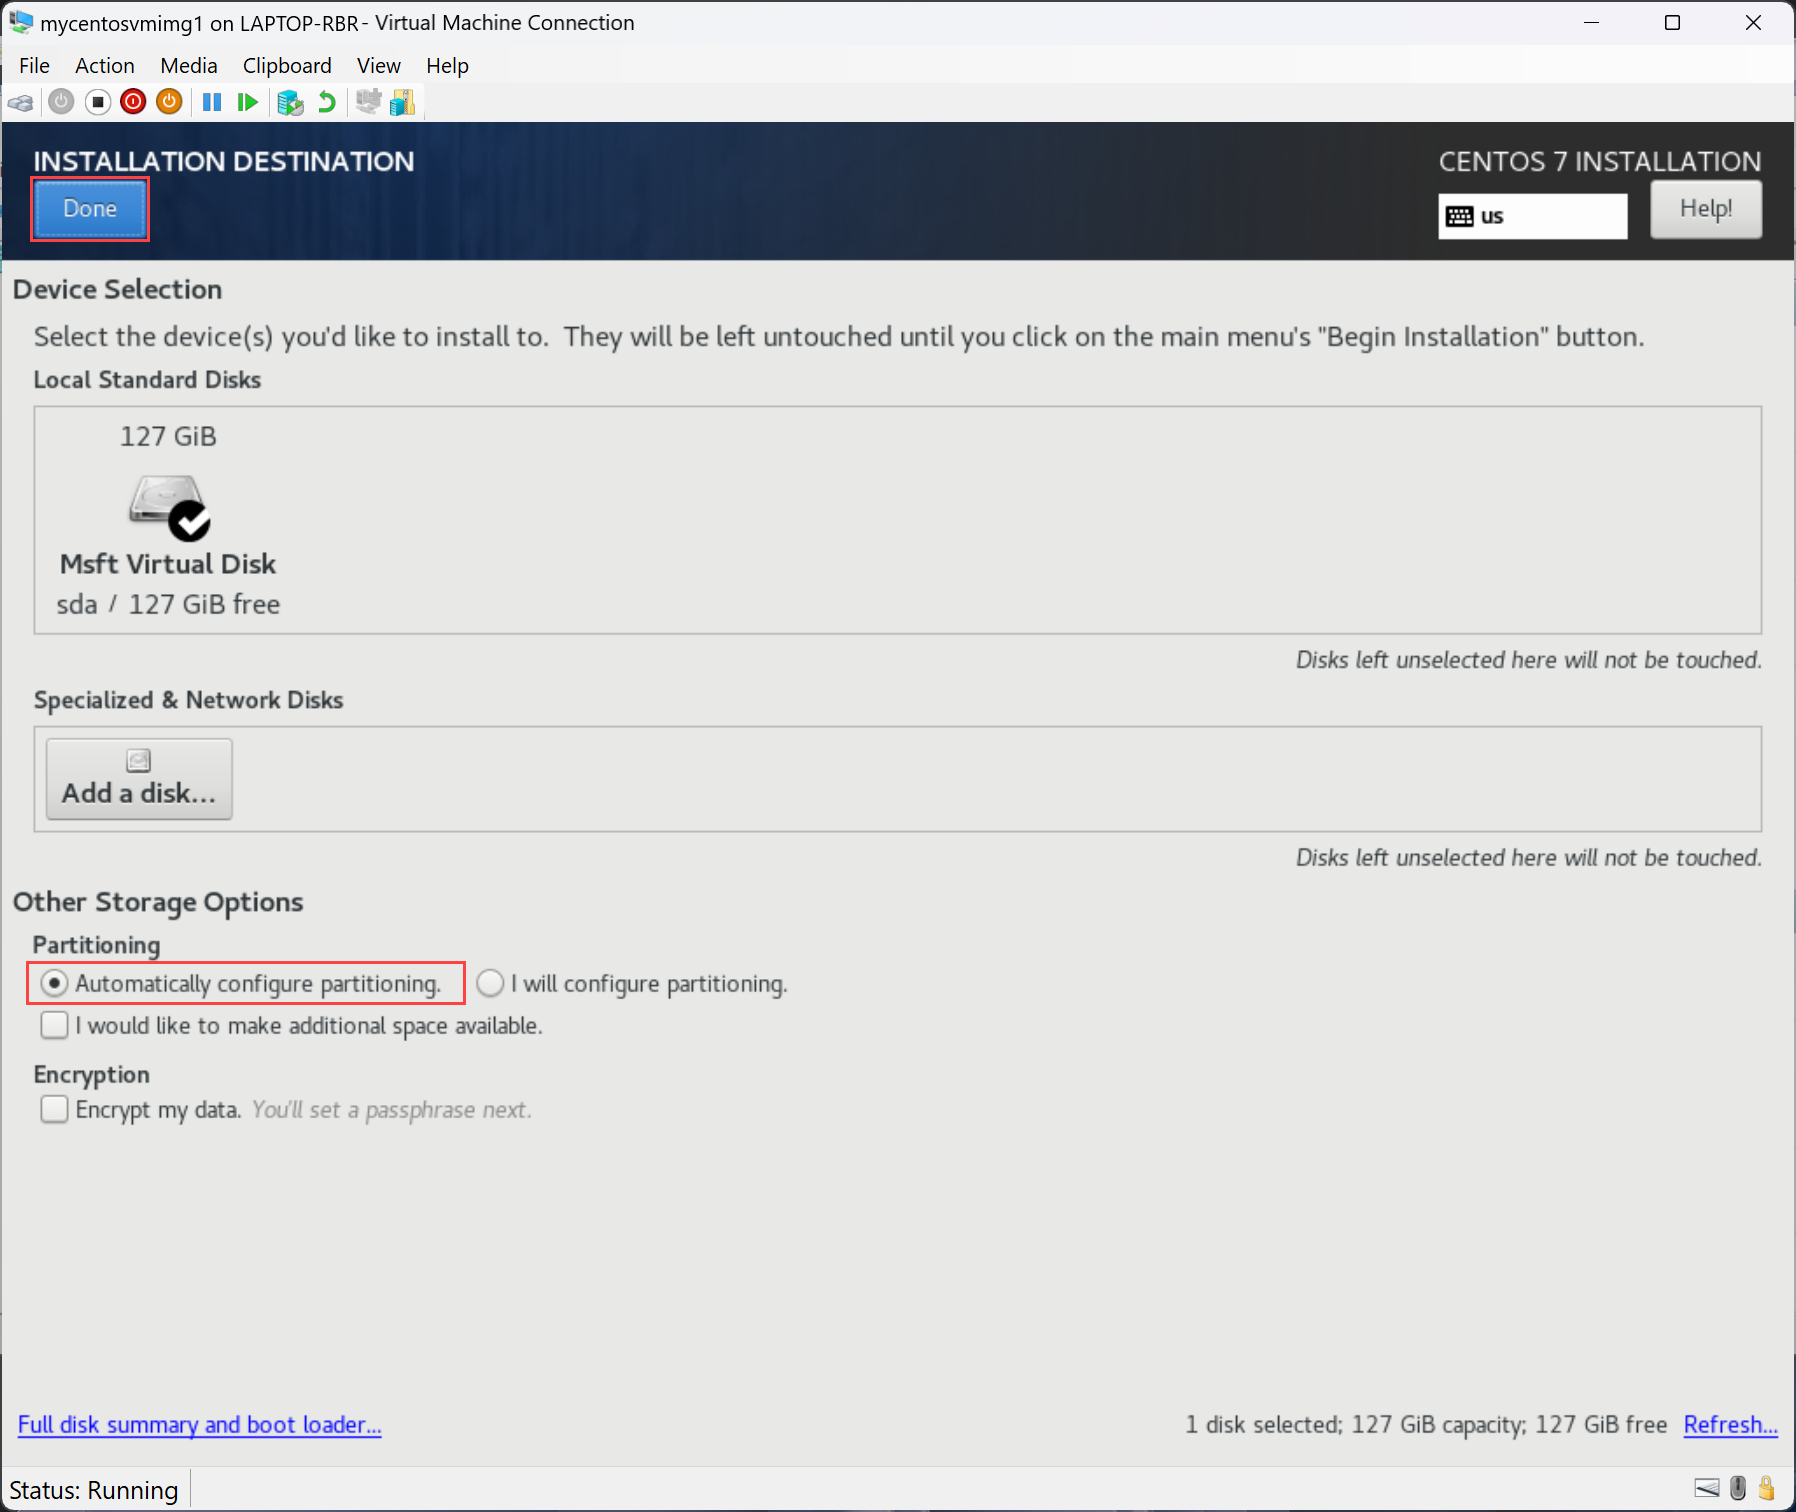 mycentosvmimg1 on LAPTOP-RBR - Virtual Machine Connection
File Action Media Clipboard View Help
INSTALLATION DESTINATION
CENTOS 7 INSTALLATION
Done
us
Help!
Device Selection
Select the device(s) you'd like to install to. They will be left untouched until you click on the main menu's "Begin Installation" button.
Local Standard Disks
127 GiB
Msft Virtual Disk
sda / 127 GiB free
Disks left unselected here will not be touched.
Specialized & Network Disks
Add a disk...
Disks left unselected here will not be touched.
Other Storage Options
Partitioning
Automatically configure partitioning. I will configure partitioning.
I would like to make additional space available.
Encryption
Encrypt my data. You'll set a passphrase next.
Full disk summary and boot loader...
1 disk selected; 127 GiB capacity; 127 GiB free Refresh...
Status: Running